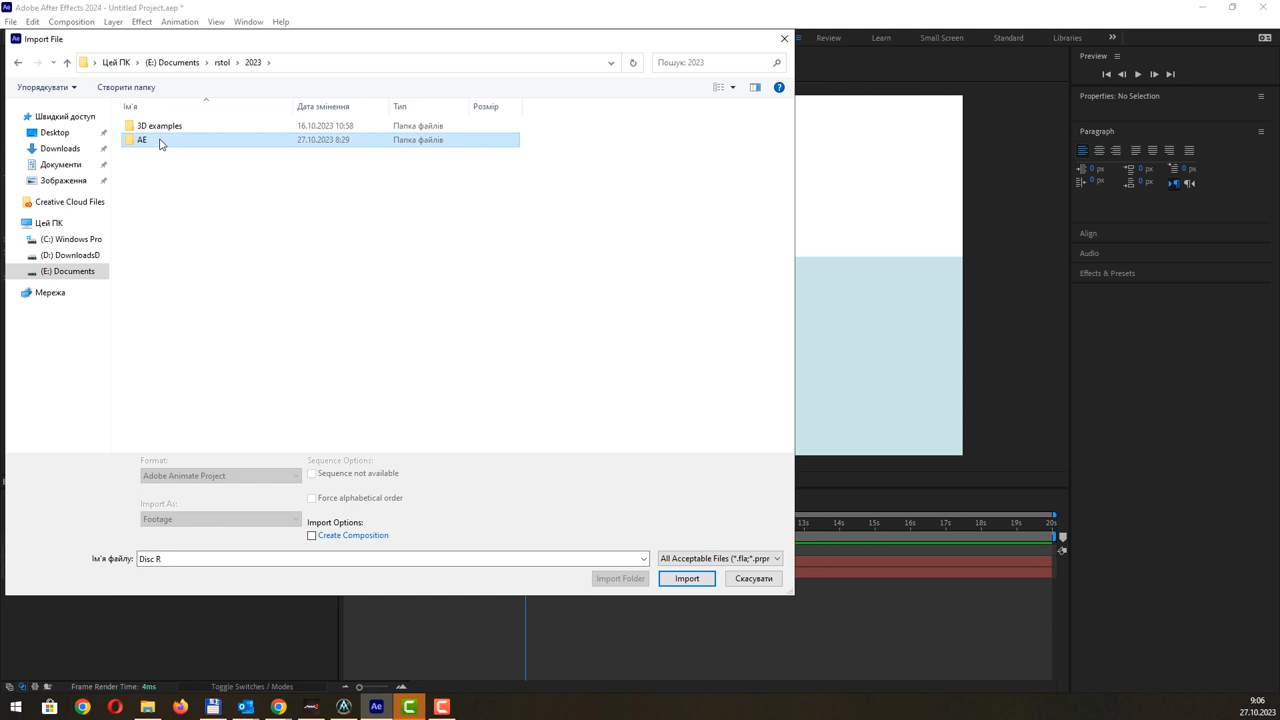 Adobe After Effects 2024 - Untitled Project.aep *
File Edit Composition Layer Effect Animation View Window Help
Import File
Review Learn Small Screen Standard Libraries
Цей ПК › (E:) Documents › rstol › 2023 ›
Пошук: 2023
Preview
Упорядкувати
Створити папку
Properties: No Selection
Ім'я Дата змінення Тип Розмір
3D examples 16.10.2023 10:58 Папка файлів
AE 27.10.2023 8:29 Папка файлів
Швидкий доступ
Desktop
Downloads
Документи
Зображення
Creative Cloud Files
Цей ПК
(C:) Windows Pro
(D:) DownloadsD
(E:) Documents
Мережа
Paragraph
0 px 0 px 0 px
0 px 0 px
Align
Audio
Effects & Presets
Format:
Adobe Animate Project
Import As:
Footage
Sequence Options:
Sequence not available
Force alphabetical order
Import Options:
Create Composition
Ім'я файлу: Disc R
All Acceptable Files (*.fla;*.prpr
Import Folder Import Скасувати
13s 14s 15s 16s 17s 18s 19s 20s
Frame Render Time: 4ms
Toggle Switches / Modes
9:06
27.10.2023